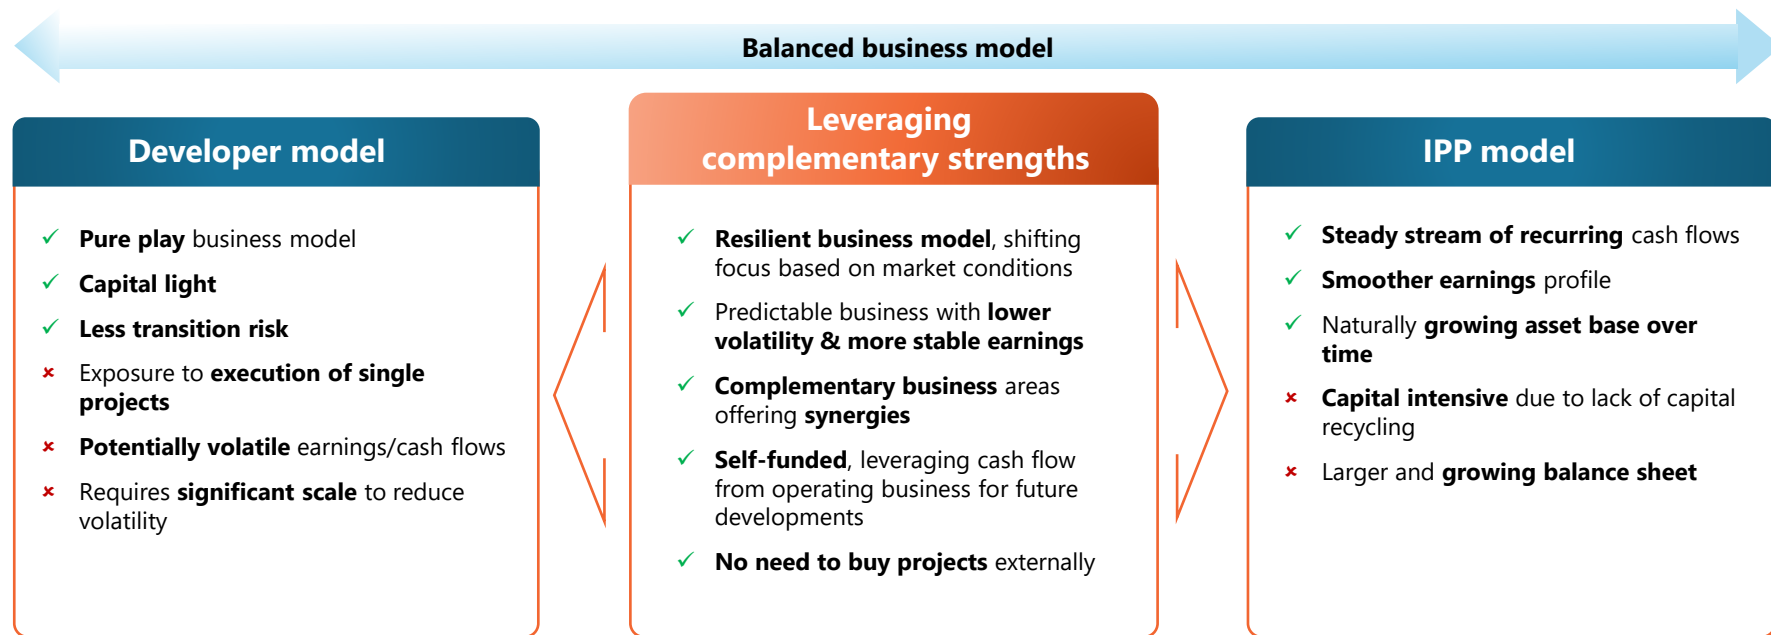 Balanced business model
Developer model
✓ Pure play business model
✓ Capital light
✓ Less transition risk
× Exposure to execution of single
projects
× Potentially volatile earnings/cash flows
× Requires significant scale to reduce
volatility
Leveraging
complementary strengths
✓ Resilient business model, shifting
focus based on market conditions
✓ Predictable business with lower
volatility & more stable earnings
✓ Complementary business areas
offering synergies
✓ Self-funded, leveraging cash flow
from operating business for future
developments
✓ No need to buy projects externally
IPP model
✓ Steady stream of recurring cash flows
✓ Smoother earnings profile
✓ Naturally growing asset base over
time
× Capital intensive due to lack of capital
recycling
× Larger and growing balance sheet